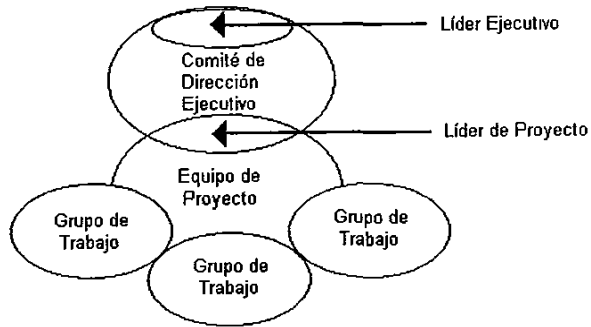 Líder Ejecutivo
Comité de
Dirección
Ejecutivo
Líder de Proyecto
Equipo de
Proyecto
Grupo de
Trabajo
Grupo de
Trabajo
Grupo de
Trabajo